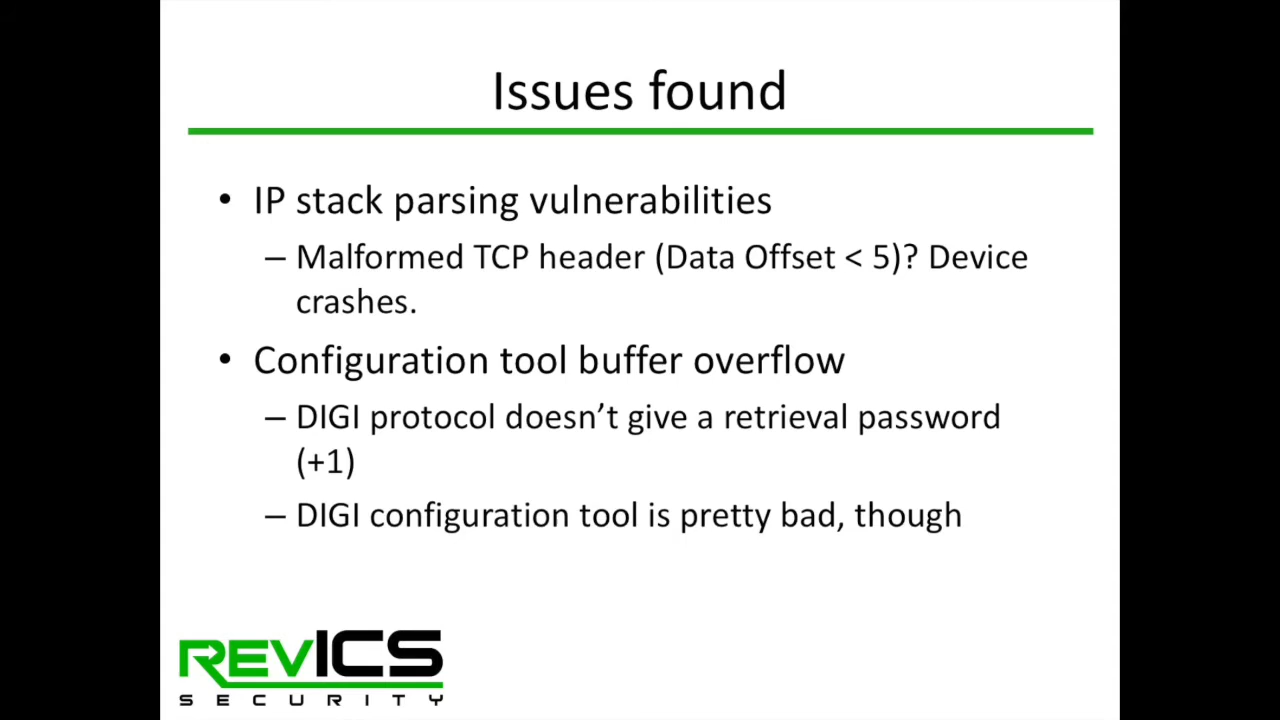 Issues found
• IP stack parsing vulnerabilities
– Malformed TCP header (Data Offset < 5)? Device
crashes.
• Configuration tool buffer overflow
– DIGI protocol doesn’t give a retrieval password
(+1)
– DIGI configuration tool is pretty bad, though
REVICS
SECURITY